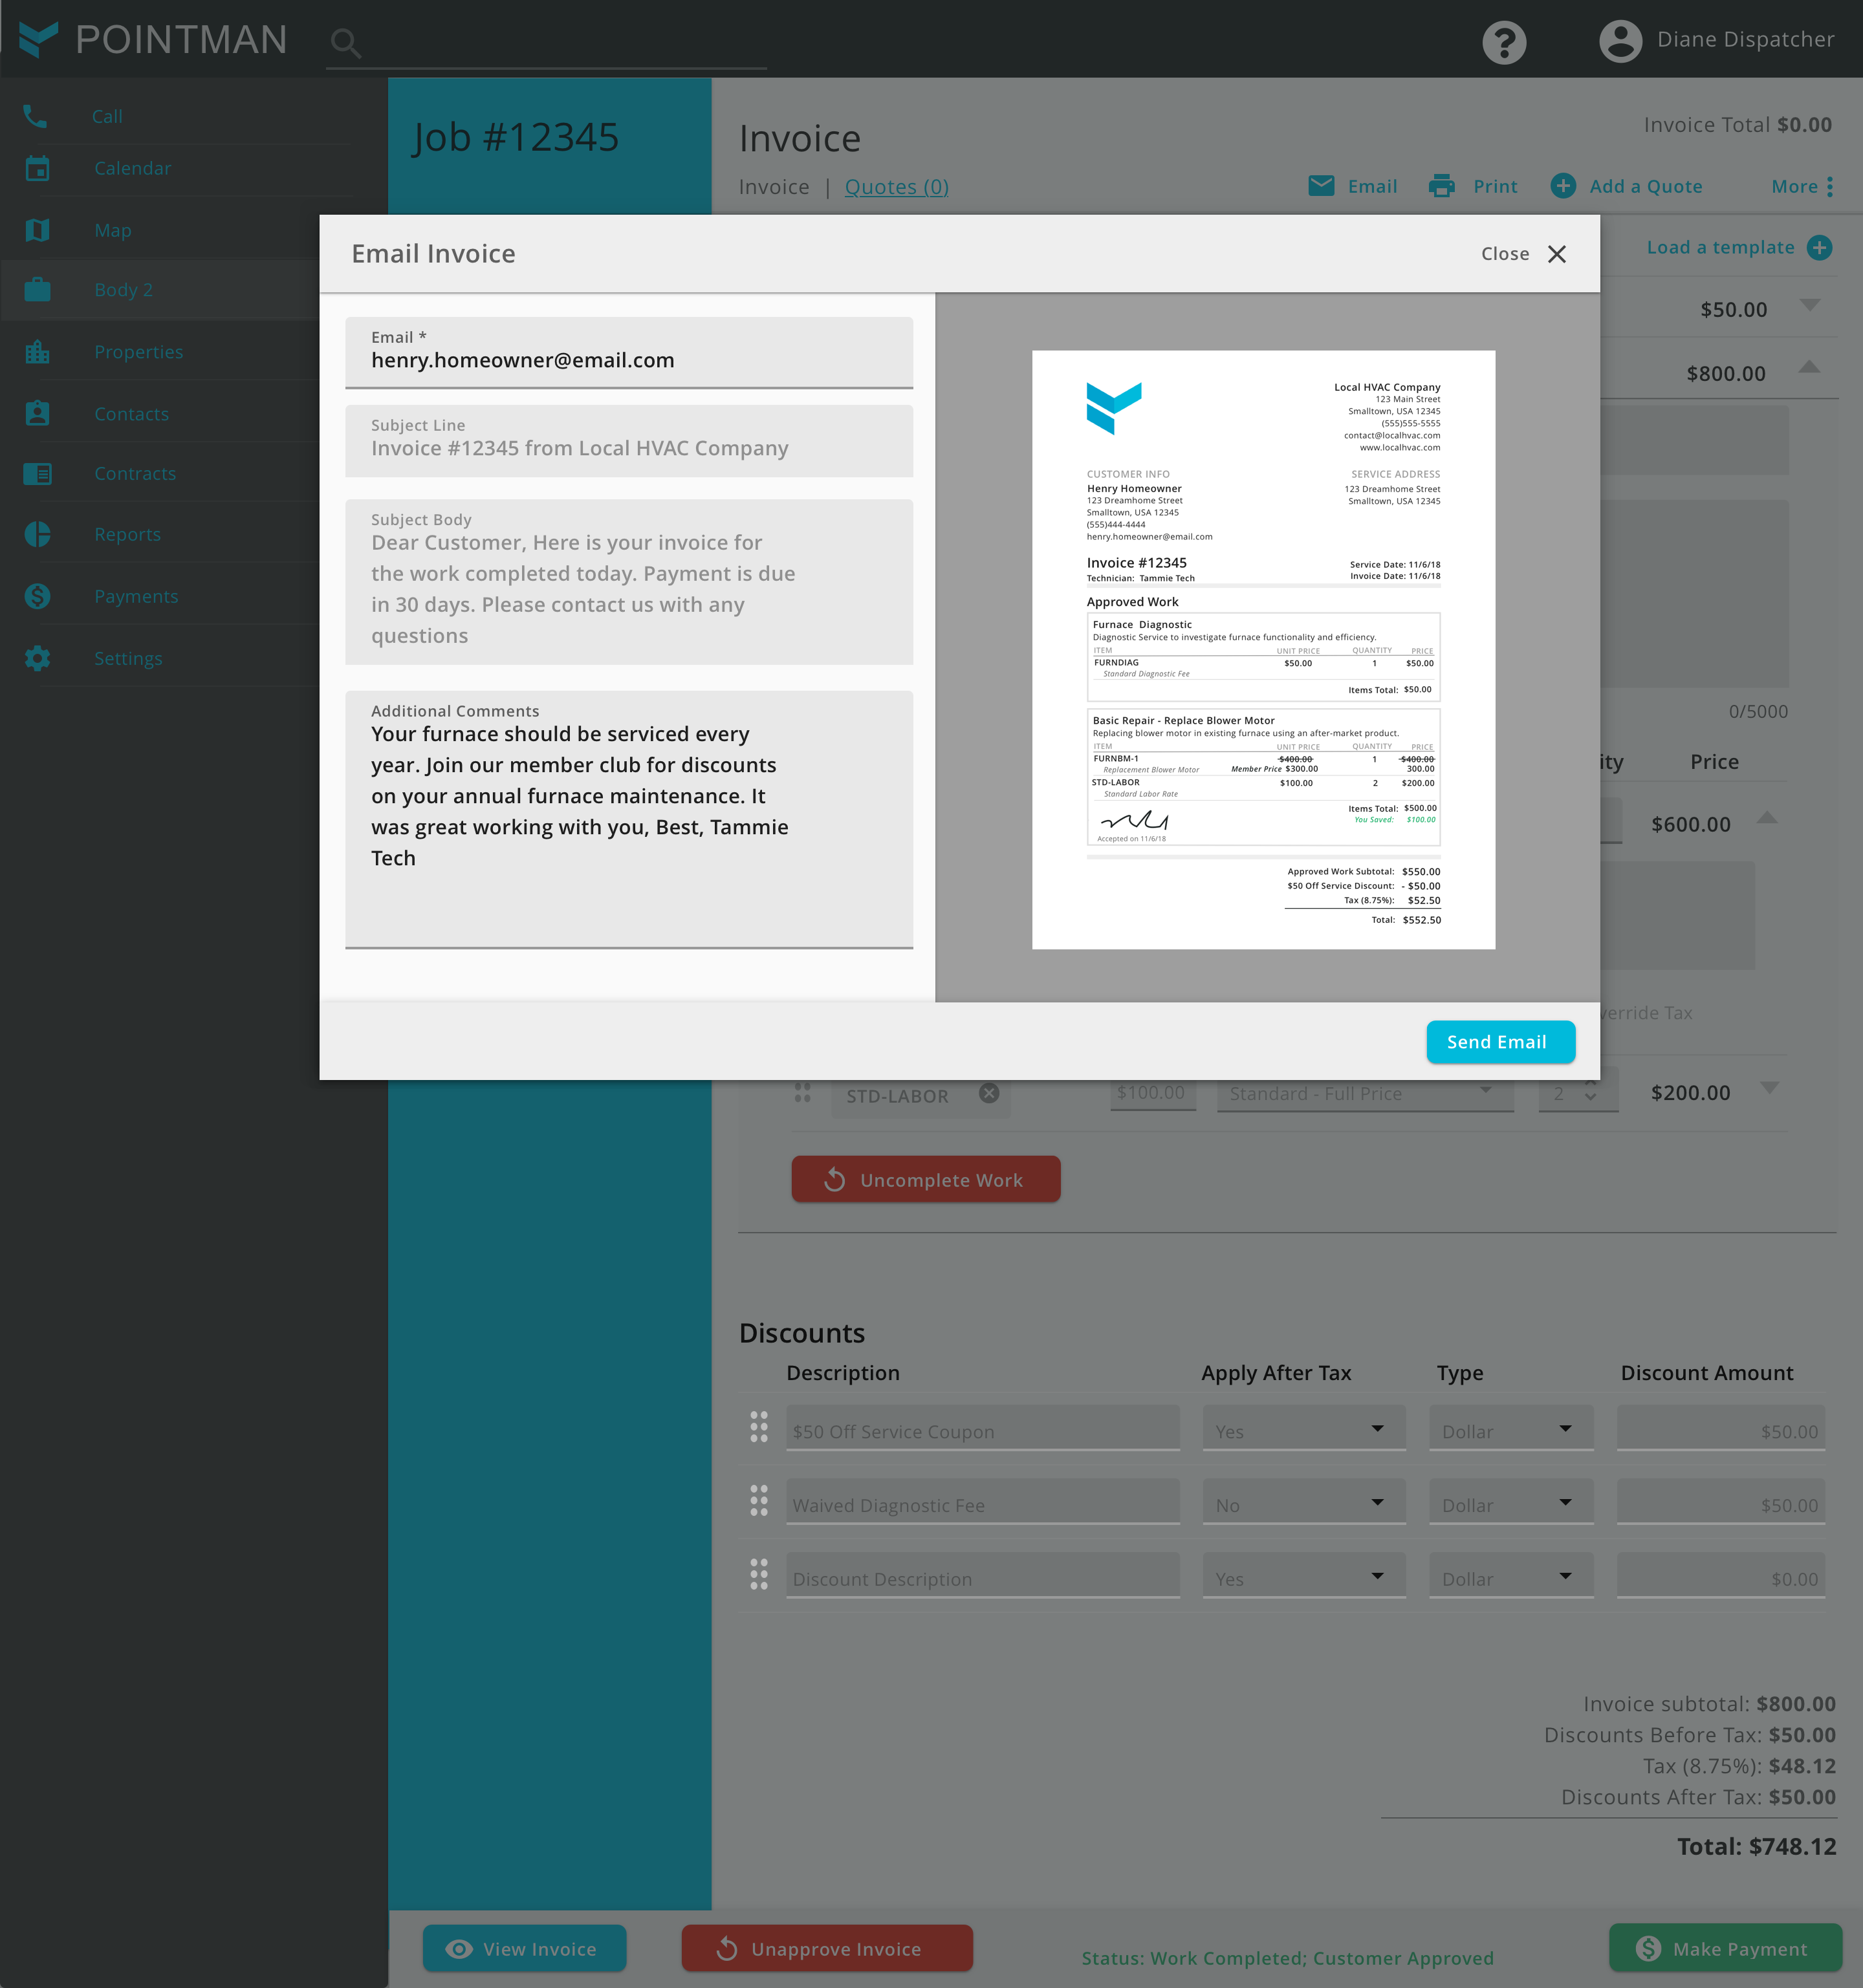 POINTMAN
Diane Dispatcher
Call
Calendar
Map
Body 2
Properties
Contacts
Contracts
Reports
Payments
Settings
Job #12345
Invoice
Invoice Total $0.00
Invoice | Quotes (0)
Email
Print
Add a Quote
More
Load a template
$50.00
$800.00
0/5000
ity
Price
$600.00
verride Tax
Email Invoice
Close
Email *
henry.homeowner@email.com
Subject Line
Invoice #12345 from Local HVAC Company
Subject Body
Dear Customer, Here is your invoice for
the work completed today. Payment is due
in 30 days. Please contact us with any
questions
Additional Comments
Your furnace should be serviced every
year. Join our member club for discounts
on your annual furnace maintenance. It
was great working with you, Best, Tammie
Tech
Local HVAC Company
123 Main Street
Smalltown, USA 12345
(555)555-5555
contact@localhvac.com
www.localhvac.com
CUSTOMER INFO
Henry Homeowner
123 Dreamhome Street
Smalltown, USA 12345
(555)444-4444
henry.homeowner@email.com
SERVICE ADDRESS
123 Dreamhome Street
Smalltown, USA 12345
Invoice #12345
Technician: Tammie Tech
Service Date: 11/6/18
Invoice Date: 11/6/18
Approved Work
Furnace Diagnostic
Diagnostic Service to investigate furnace functionality and efficiency.
ITEM UNIT PRICE QUANTITY PRICE
FURNDIAG $50.00 1 $50.00
Standard Diagnostic Fee
Items Total: $50.00
Basic Repair - Replace Blower Motor
Replacing blower motor in existing furnace using an after-market product.
ITEM UNIT PRICE QUANTITY PRICE
FURNBM-1 $400.00 1 $400.00
Replacement Blower Motor Member Price $300.00 300.00
STD-LABOR $100.00 2 $200.00
Standard Labor Rate
Items Total: $500.00
You Saved: $100.00
Accepted on 11/6/18
Approved Work Subtotal: $550.00
$50 Off Service Discount: - $50.00
Tax (8.75%): $52.50
Total: $552.50
Send Email
STD-LABOR $100.00 Standard - Full Price 2 $200.00
Uncomplete Work
Discounts
Description Apply After Tax Type Discount Amount
$50 Off Service Coupon Yes Dollar $50.00
Waived Diagnostic Fee No Dollar $50.00
Discount Description Yes Dollar $0.00
Invoice subtotal: $800.00
Discounts Before Tax: $50.00
Tax (8.75%): $48.12
Discounts After Tax: $50.00
Total: $748.12
View Invoice
Unapprove Invoice
Status: Work Completed; Customer Approved
Make Payment